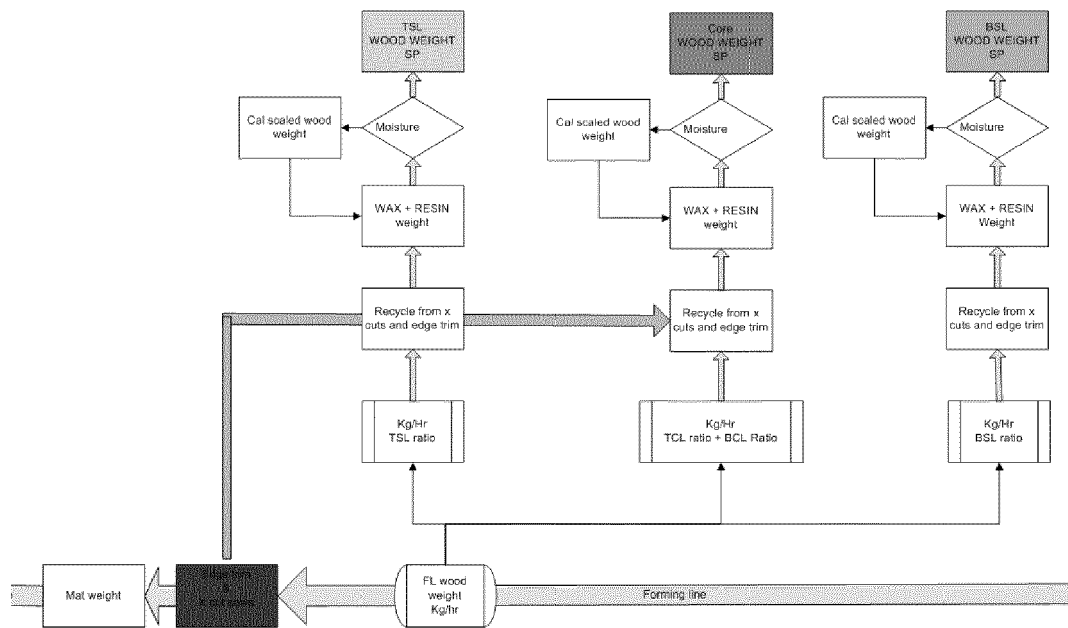 TSL
WOOD WEIGHT
SP
Core
WOOD WEIGHT
SP
BSL
WOOD WEIGHT
SP
Cal scaled wood
weight
Moisture
Cal scaled wood
weight
Moisture
Cal scaled wood
weight
Moisture
WAX + RESIN
weight
WAX + RESIN
weight
WAX + RESIN
Weight
Recycle from x
cuts and edge trim
Recycle from x
cuts and edge trim
Recycle from x
cuts and edge trim
Kg/Hr
TSL ratio
Kg/Hr
TCL ratio + BCL Ratio
Kg/Hr
BSL ratio
Mat weight
FL wood
weight
Kg/hr
Forming line